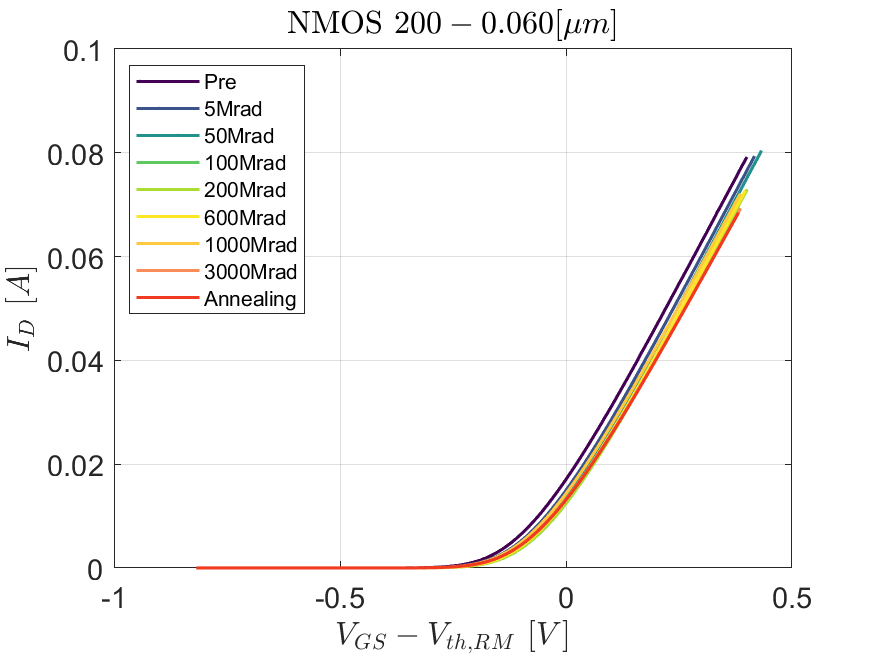 NMOS 200 − 0.060[μm]
0.1
0.08
0.06
0.04
0.02
0
I_D [A]
Pre
5Mrad
50Mrad
100Mrad
200Mrad
600Mrad
1000Mrad
3000Mrad
Annealing
-1
-0.5
0
0.5
V_GS − V_th,RM [V]